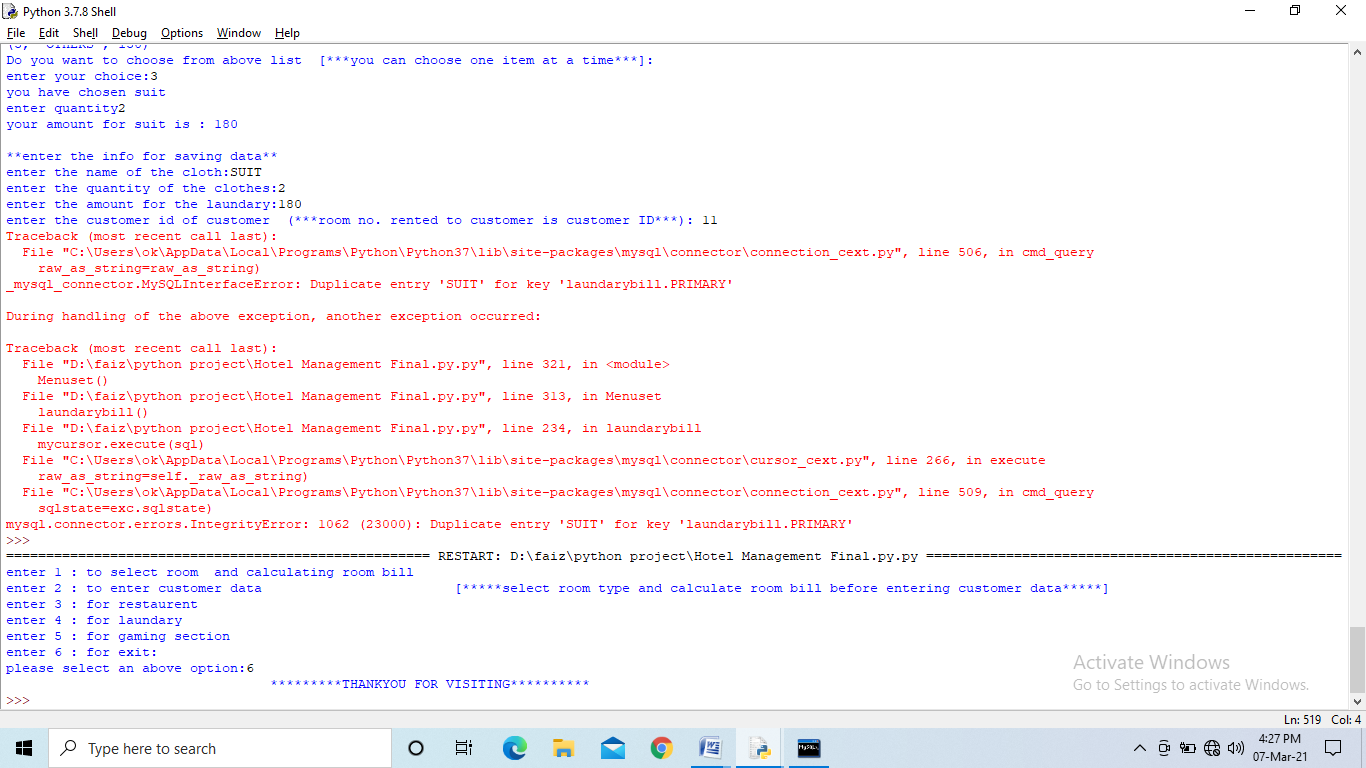 Python 3.7.8 Shell
File Edit Shell Debug Options Window Help
Do you want to choose from above list [***you can choose one item at a time***]:
enter your choice:3
you have chosen suit
enter quantity2
your amount for suit is : 180
**enter the info for saving data**
enter the name of the cloth:SUIT
enter the quantity of the clothes:2
enter the amount for the laundary:180
enter the customer id of customer (***room no. rented to customer is customer ID***): 11
Traceback (most recent call last):
File "C:\Users\ok\AppData\Local\Programs\Python\Python37\lib\site-packages\mysql\connector\connection_cext.py", line 506, in cmd_query
raw_as_string=raw_as_string)
_mysql_connector.MySQLInterfaceError: Duplicate entry 'SUIT' for key 'laundarybill.PRIMARY'
During handling of the above exception, another exception occurred:
Traceback (most recent call last):
File "D:\faiz\python project\Hotel Management Final.py.py", line 321, in <module>
Menuset()
File "D:\faiz\python project\Hotel Management Final.py.py", line 313, in Menuset
laundarybill()
File "D:\faiz\python project\Hotel Management Final.py.py", line 234, in laundarybill
mycursor.execute(sql)
File "C:\Users\ok\AppData\Local\Programs\Python\Python37\lib\site-packages\mysql\connector\cursor_cext.py", line 266, in execute
raw_as_string=self._raw_as_string)
File "C:\Users\ok\AppData\Local\Programs\Python\Python37\lib\site-packages\mysql\connector\connection_cext.py", line 509, in cmd_query
sqlstate=exc.sqlstate)
mysql.connector.errors.IntegrityError: 1062 (23000): Duplicate entry 'SUIT' for key 'laundarybill.PRIMARY'
>>>
===================================================== RESTART: D:\faiz\python project\Hotel Management Final.py.py ====================================================
enter 1 : to select room and calculating room bill
enter 2 : to enter customer data [*****select room type and calculate room bill before entering customer data*****]
enter 3 : for restaurent
enter 4 : for laundary
enter 5 : for gaming section
enter 6 : for exit:
please select an above option:6
*********THANKYOU FOR VISITING**********
>>>
Activate Windows
Go to Settings to activate Windows.
Ln: 519 Col: 4
Type here to search
MySQL
4:27 PM
07-Mar-21